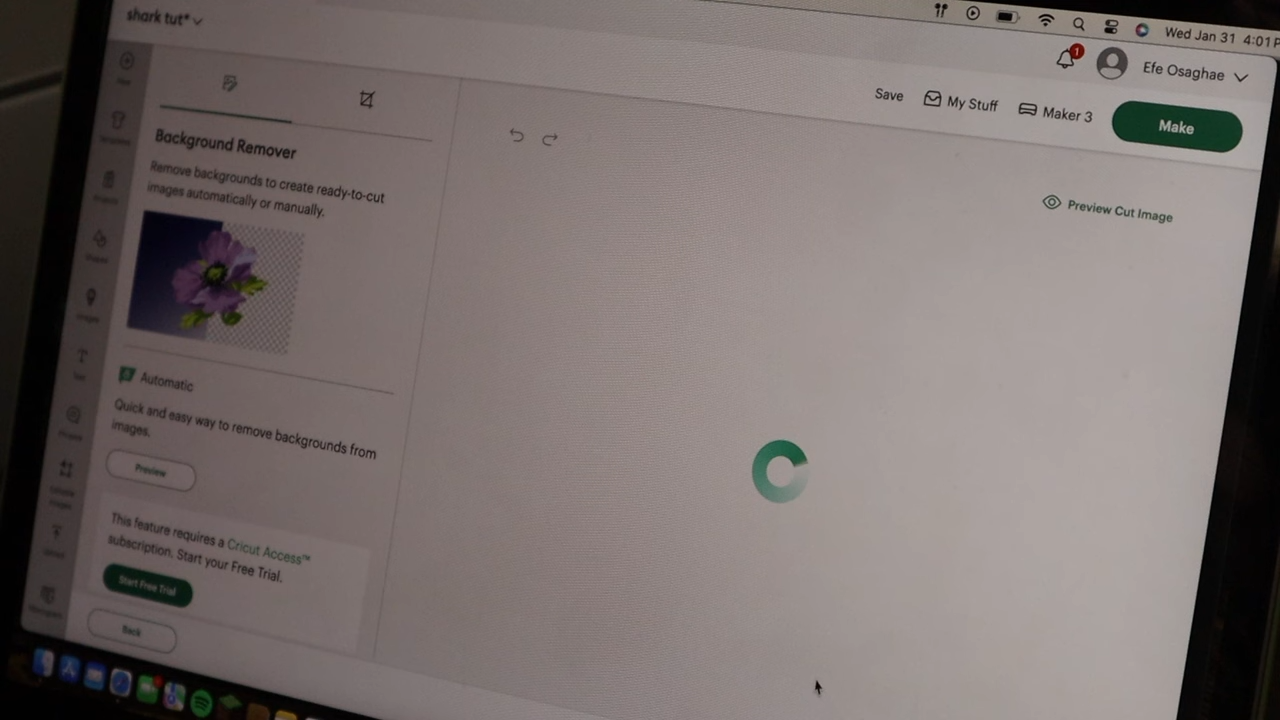 Wed Jan 31 4:01P
shark tut*
1
Efe Osaghae
Save
My Stuff
Maker 3
Make
Background Remover
Remove backgrounds to create ready-to-cut
images automatically or manually.
Preview Cut Image
Automatic
Quick and easy way to remove backgrounds from
images.
Preview
This feature requires a Cricut Access™
subscription. Start your Free Trial.
Start Free Trial
Back